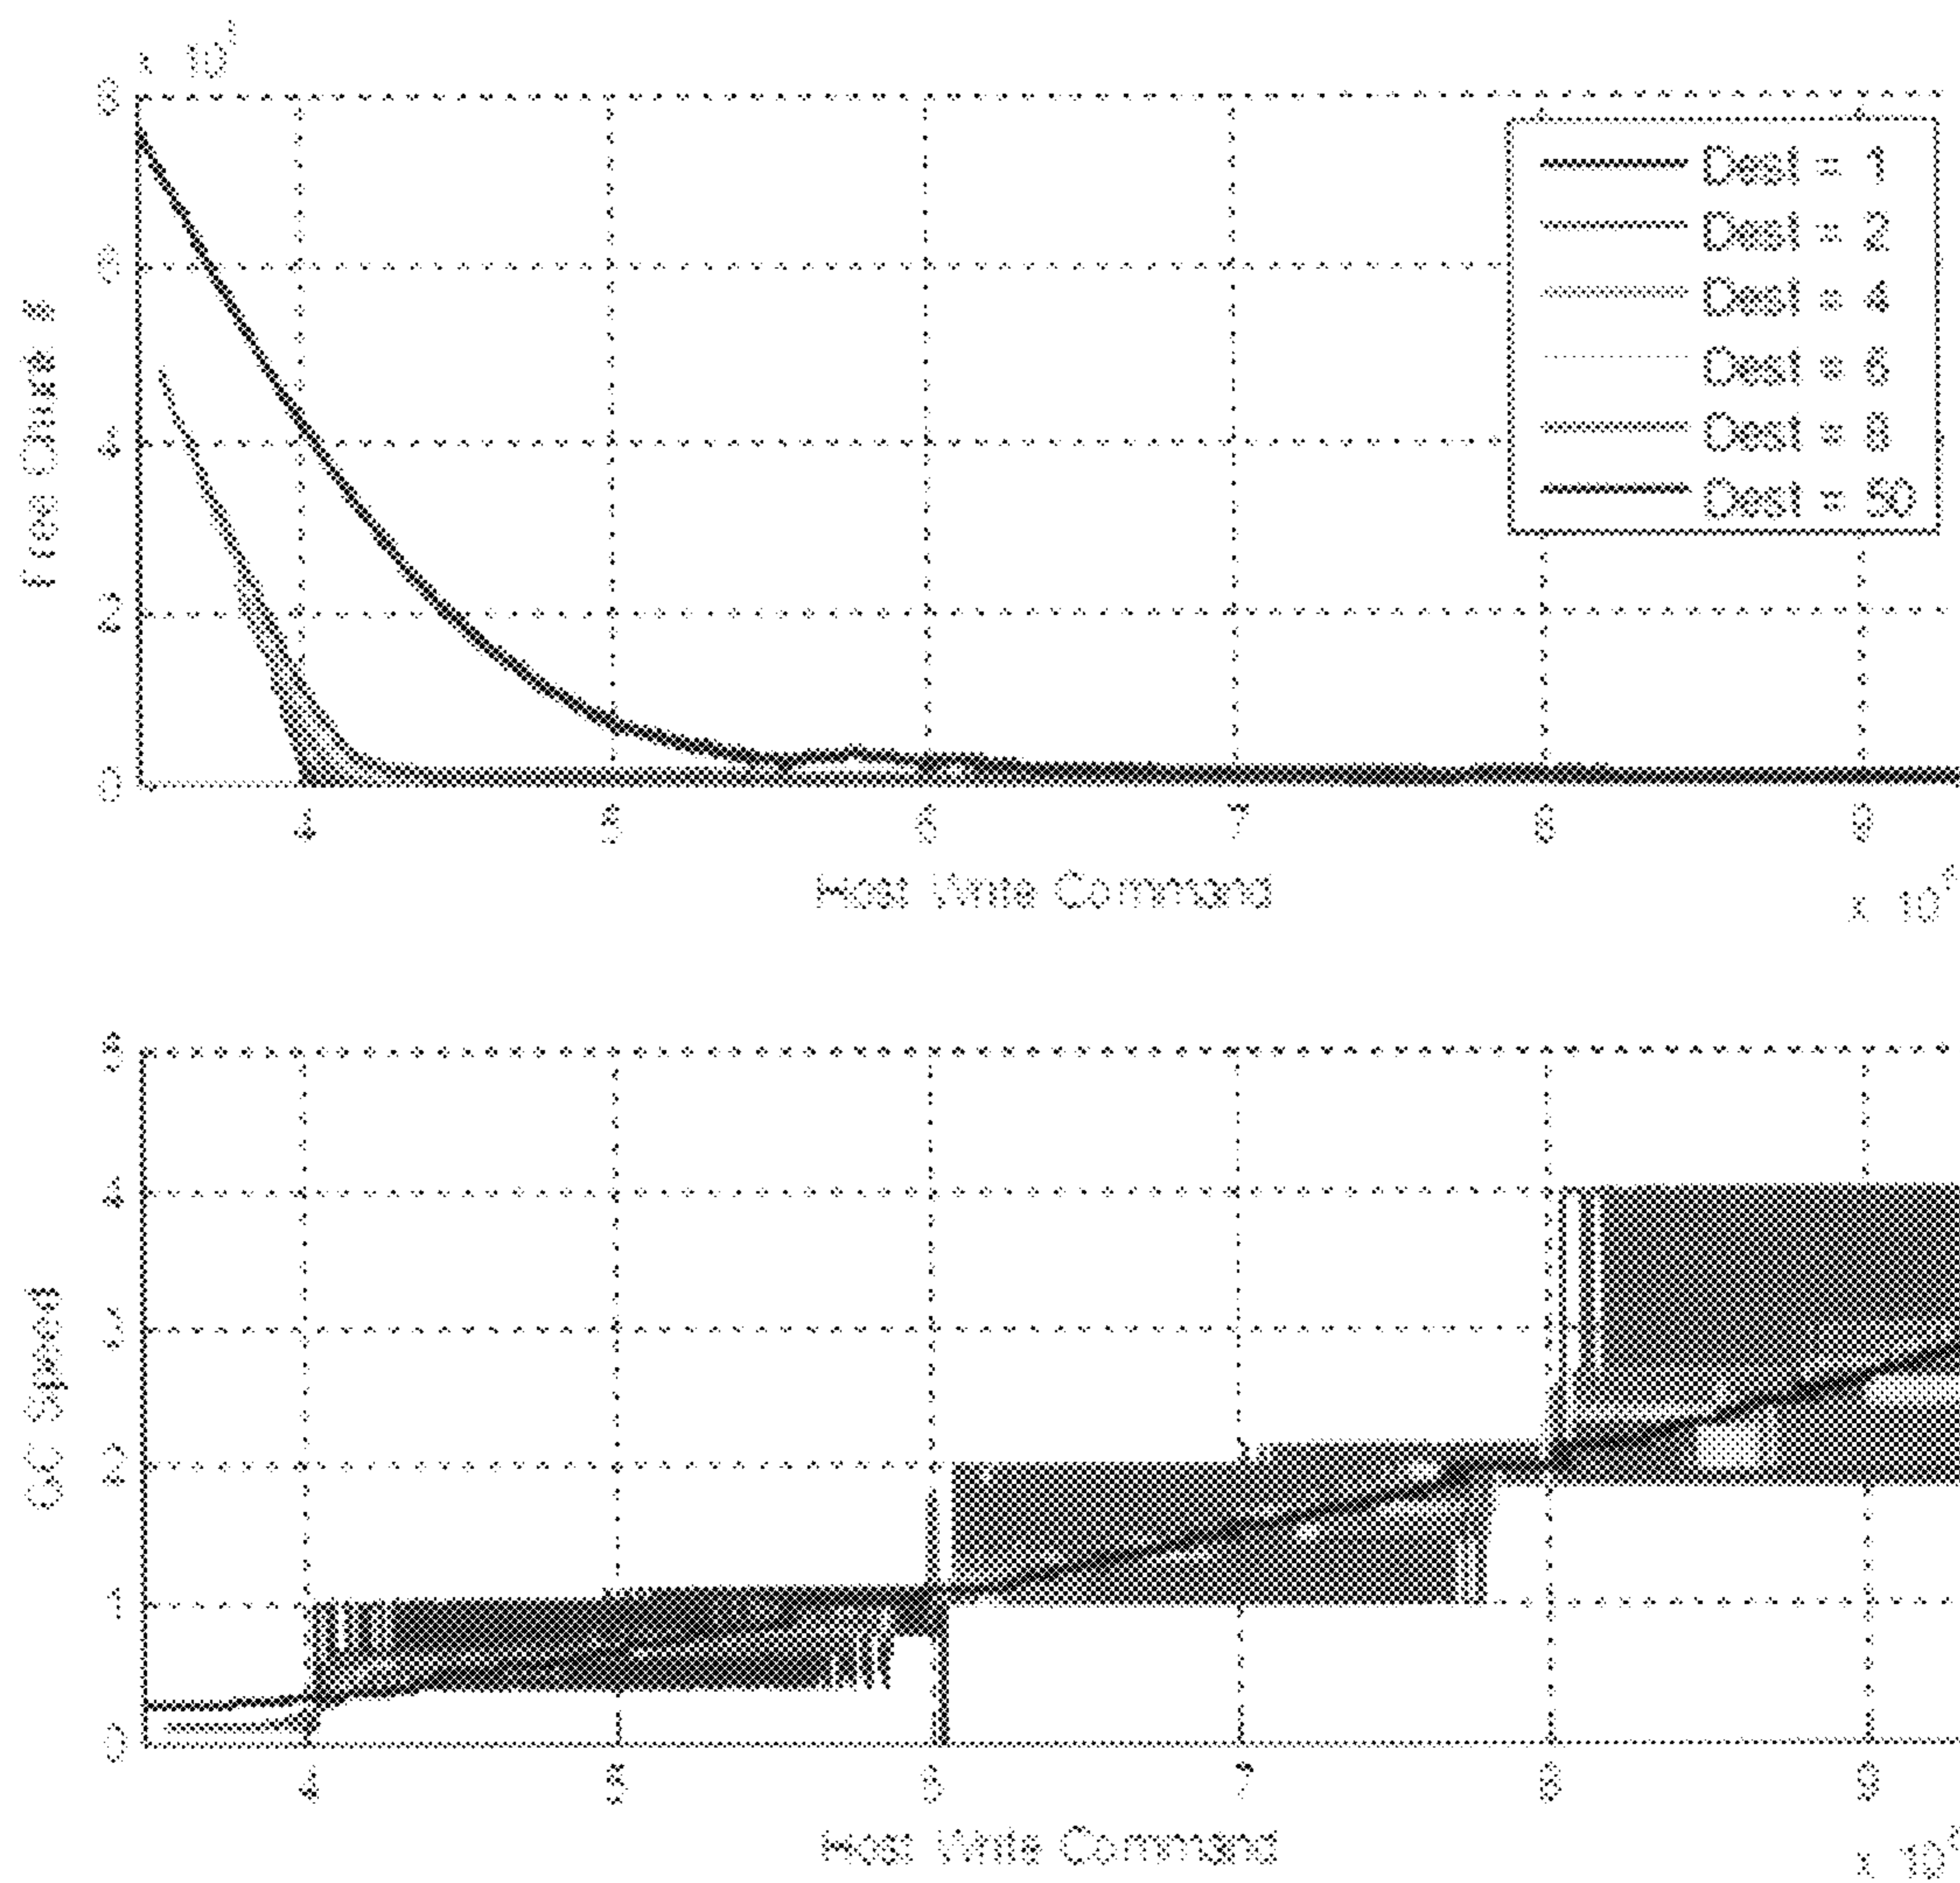 x 10
8
6
4
2
0
Free Count s
4 5 6 7 8 9
Host Write Command
x 10
Dest = 1
Dest = 2
Dest = 4
Dest = 6
Dest = 8
Dest = 50
5
4
3
2
1
0
GC Speed
4 5 6 7 8 9
Host Write Command
x 10